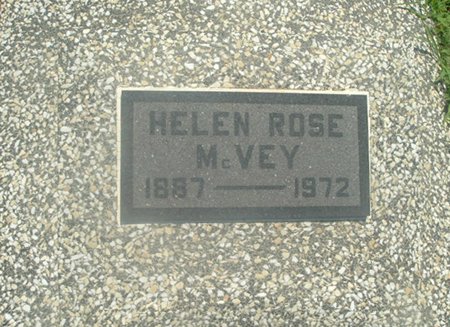 HELEN ROSE
McVEY
1887 — 1972